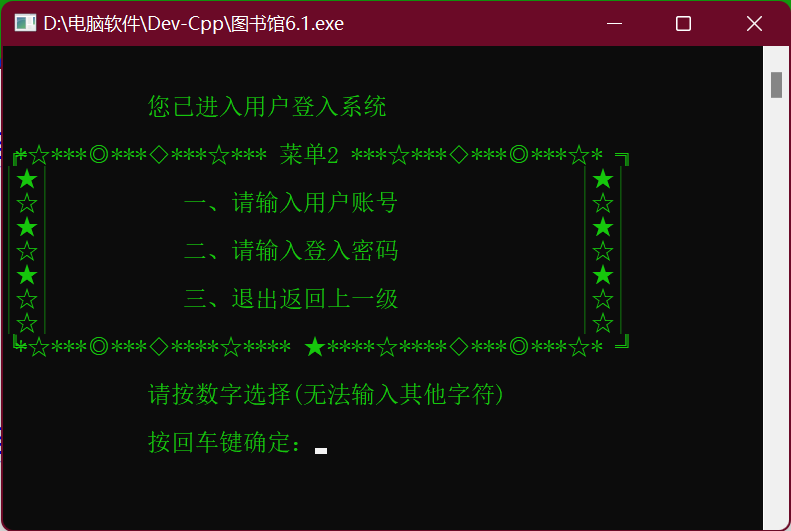 D:\电脑软件\Dev-Cpp\图书馆6.1.exe
您已进入用户登入系统
╔*☆***◎***◇***☆*** 菜单2 ***☆***◇***◎***☆* ╗
│★│ │★│
│☆│ 一、请输入用户账号 │☆│
│★│ │★│
│☆│ 二、请输入登入密码 │☆│
│★│ │★│
│☆│ 三、退出返回上一级 │☆│
│☆│ │☆│
╚*☆***◎***◇****☆**** ★****☆****◇***◎***☆* ╝
请按数字选择(无法输入其他字符)
按回车键确定：